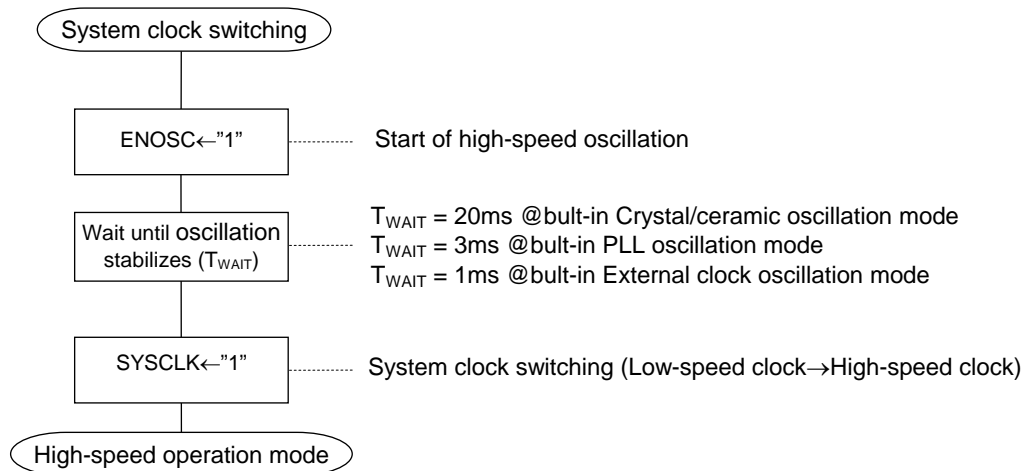 System clock switching
ENOSC←"1"
Start of high-speed oscillation
Wait until oscillation
stabilizes (TWAIT)
TWAIT = 20ms @bult-in Crystal/ceramic oscillation mode
TWAIT = 3ms @bult-in PLL oscillation mode
TWAIT = 1ms @bult-in External clock oscillation mode
SYSCLK←"1"
System clock switching (Low-speed clock→High-speed clock)
High-speed operation mode